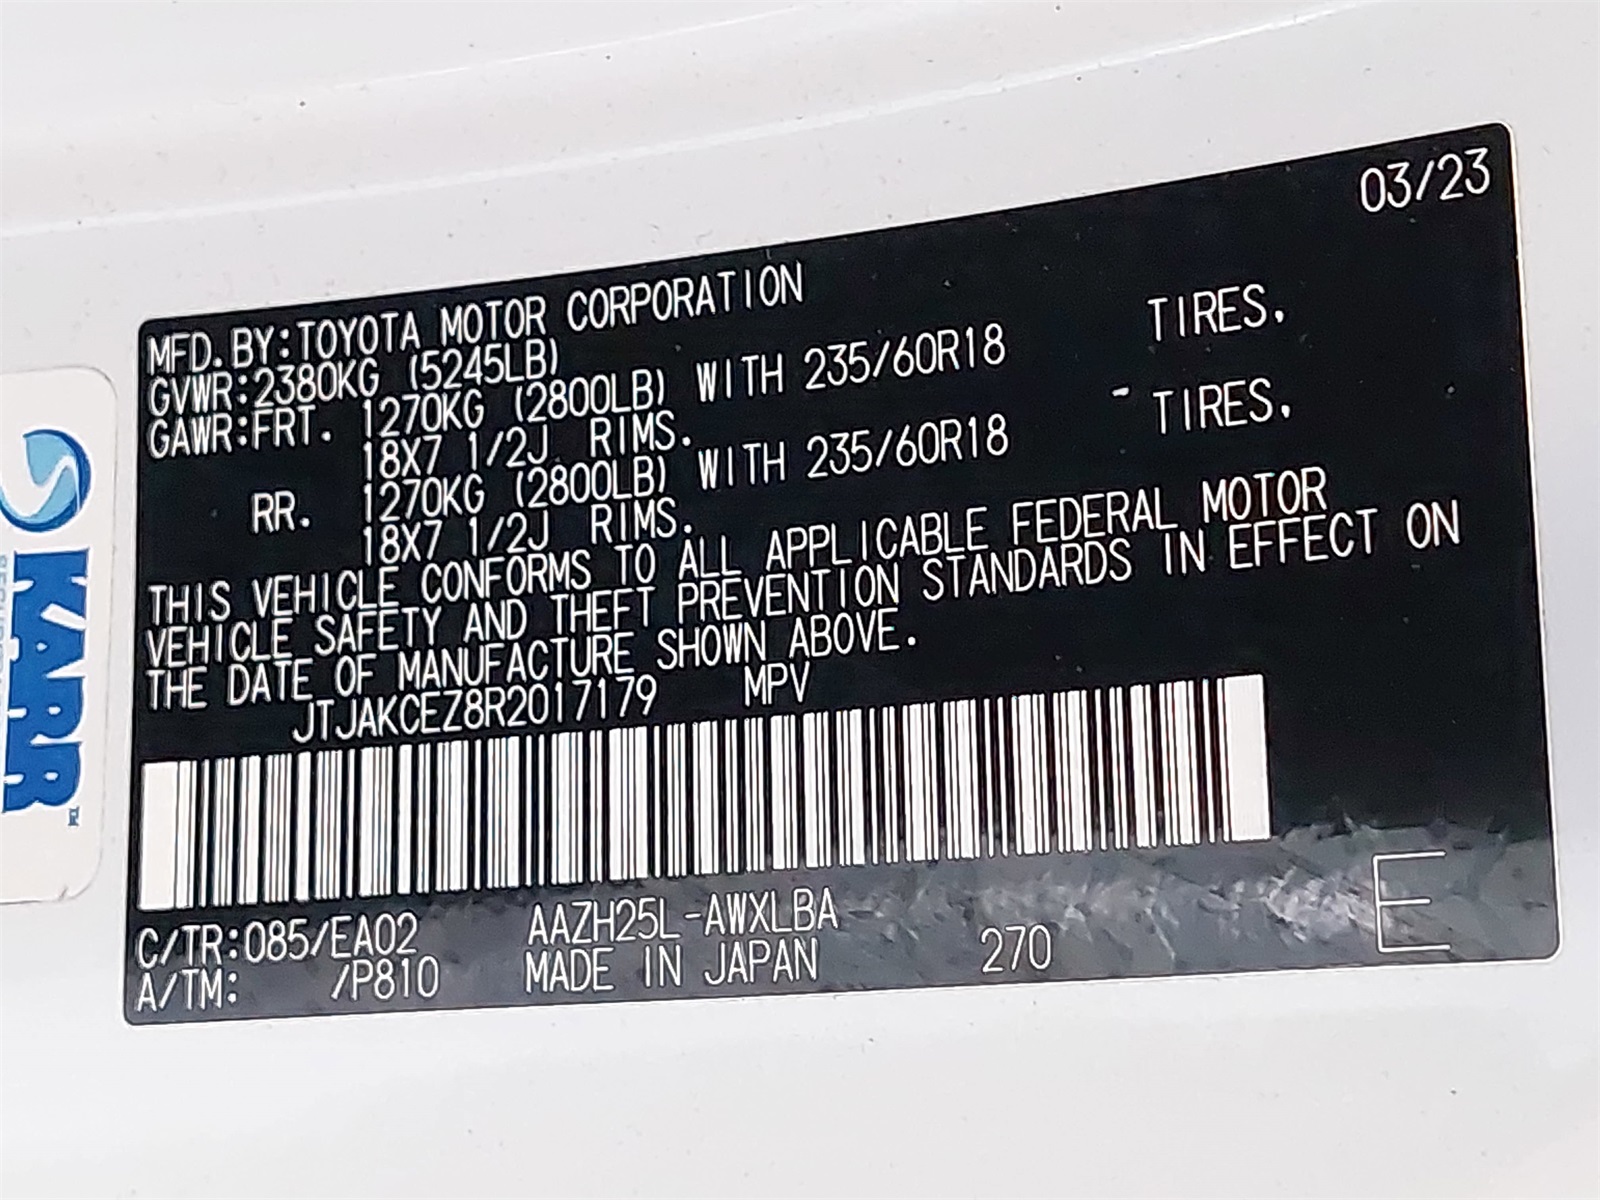 03/23
MFD.BY:TOYOTA MOTOR CORPORATION
GVWR:2380KG (5245LB)
GAWR:FRT. 1270KG (2800LB) WITH 235/60R18 TIRES.
18X7 1/2J RIMS.
RR. 1270KG (2800LB) WITH 235/60R18 TIRES.
18X7 1/2J RIMS.
THIS VEHICLE CONFORMS TO ALL APPLICABLE FEDERAL MOTOR
VEHICLE SAFETY AND THEFT PREVENTION STANDARDS IN EFFECT ON
THE DATE OF MANUFACTURE SHOWN ABOVE.
JTJAKCEZ8R2017179 MPV
C/TR:085/EA02 AAZH25L-AWXLBA
A/TM: /P810 MADE IN JAPAN 270 E
KARR